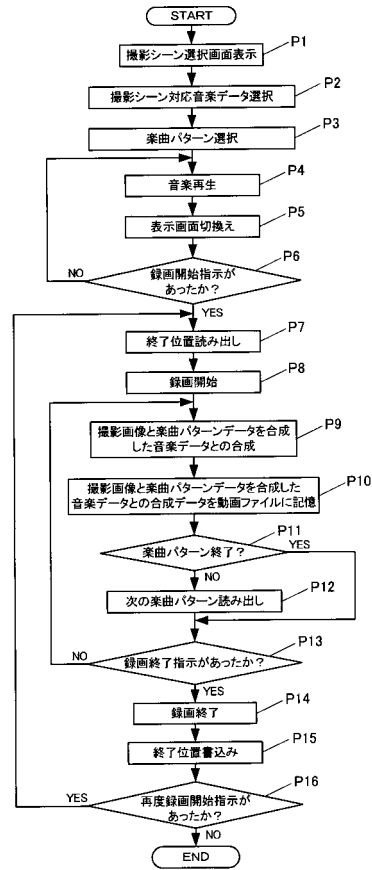 START
P1
撮影シーン選択画面表示
P2
撮影シーン対応音楽データ選択
P3
楽曲パターン選択
P4
音楽再生
P5
表示画面切換え
P6
録画開始指示が
あったか?
NO
YES
P7
終了位置読み出し
P8
録画開始
P9
撮影画像と楽曲パターンデータを合成
した音楽データとの合成
P10
撮影画像と楽曲パターンデータを合成した
音楽データとの合成データを動画ファイルに記憶
P11
楽曲パターン終了?
YES
NO
P12
次の楽曲パターン読み出し
P13
録画終了指示があったか?
NO
YES
P14
録画終了
P15
終了位置書込み
P16
再度録画開始指示が
あったか?
YES
NO
END